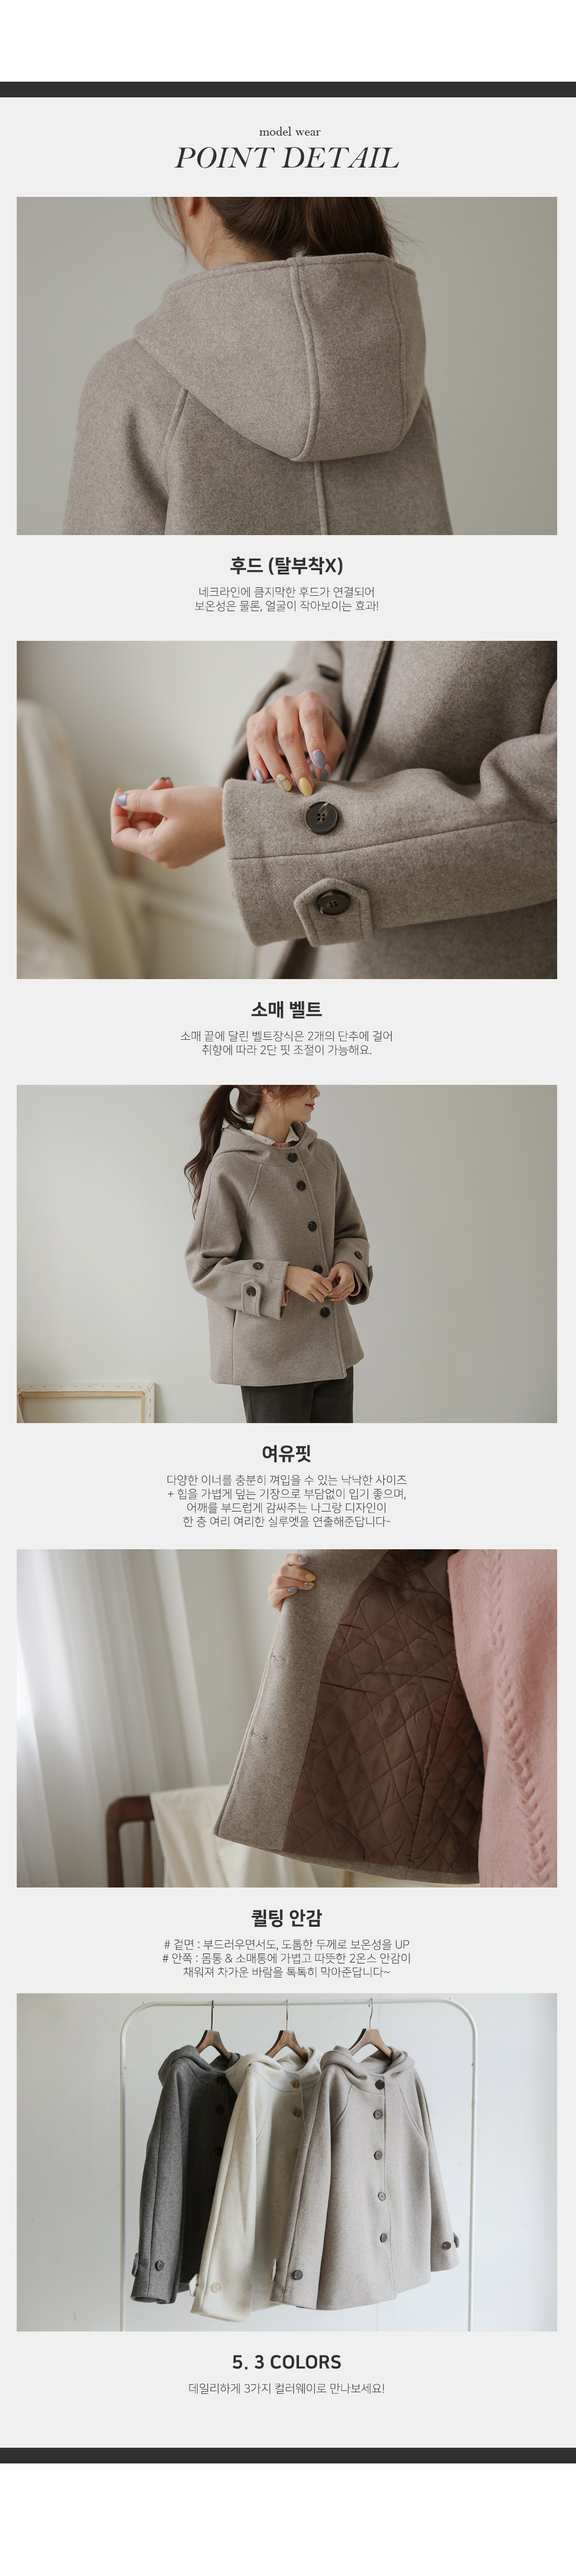 model wear
POINT DETAIL
후드 (탈부착X)
네크라인에 큼지막한 후드가 연결되어
보온성은 물론, 얼굴이 작아보이는 효과!
소매 벨트
소매 끝에 달린 벨트장식은 2개의 단추에 걸어
취향에 따라 2단 핏 조절이 가능해요.
여유핏
다양한 이너를 충분히 껴입을 수 있는 낙낙한 사이즈
+ 힙을 가볍게 덮는 기장으로 부담없이 입기 좋으며,
어깨를 부드럽게 감싸주는 나그랑 디자인이
한 층 여리 여리한 실루엣을 연출해준답니다~
퀼팅 안감
# 겉면 : 부드러우면서도, 도톰한 두께로 보온성을 UP
# 안쪽 : 몸통 & 소매통에 가볍고 따뜻한 2온스 안감이
채워져 차가운 바람을 톡톡히 막아준답니다~
5. 3 COLORS
데일리하게 3가지 컬러웨이로 만나보세요!